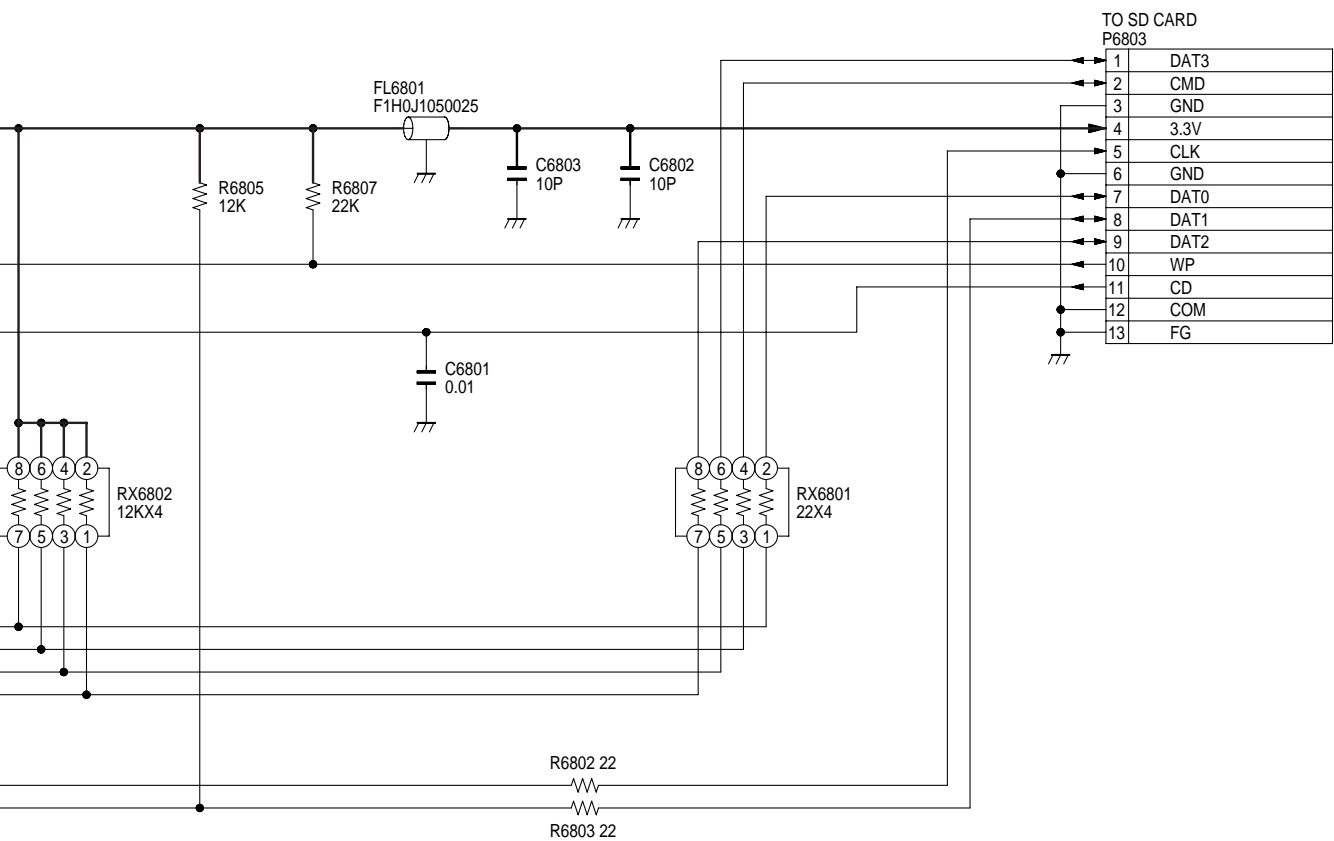 TO SD CARD
P6803
1 DAT3
2 CMD
3 GND
4 3.3V
5 CLK
6 GND
7 DAT0
8 DAT1
9 DAT2
10 WP
11 CD
12 COM
13 FG
FL6801
F1H0J1050025
R6805
12K
R6807
22K
C6803
10P
C6802
10P
C6801
0.01
8 6 4 2
RX6802
12KX4
7 5 3 1
8 6 4 2
RX6801
22X4
7 5 3 1
R6802 22
R6803 22